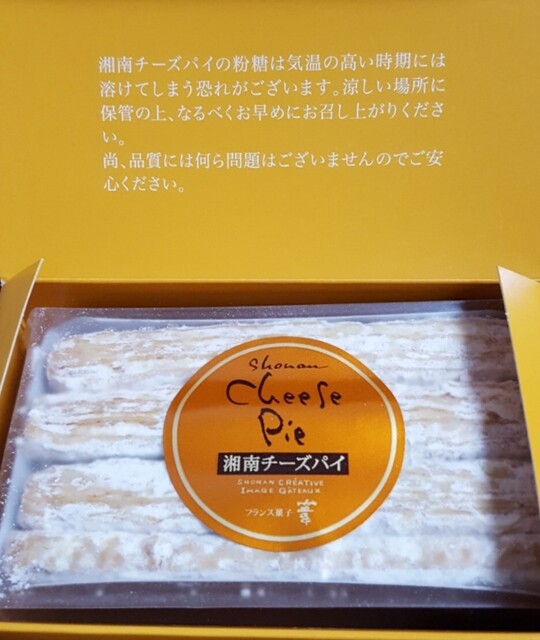 湘南チーズパイの粉糖は気温の高い時期には
溶けてしまう恐れがございます。涼しい場所に
保管の上、なるべくお早めにお召し上がりくださ
い。
尚、品質には何ら問題はございませんのでご安
心ください。
Shonan
Cheese
Pie
湘南チーズパイ
SHONAN CRÉATIVE
IMAGE GÂTEAUX
フランス菓子 葦